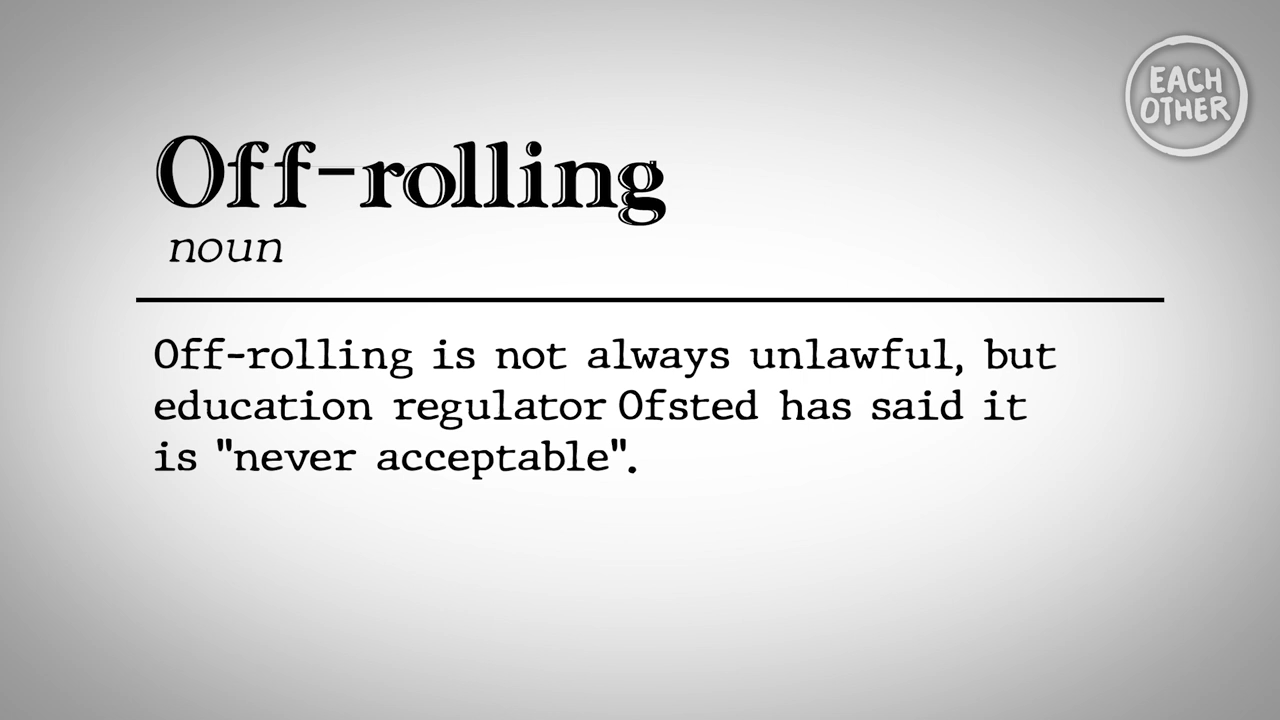 EACH
OTHER
Off-rolling
noun
Off-rolling is not always unlawful, but
education regulator Ofsted has said it
is "never acceptable".